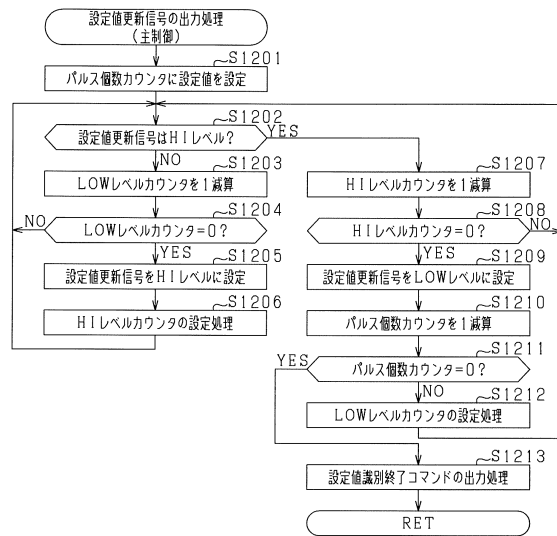 設定値更新信号の出力処理
(主制御)
S1201
パルス個数カウンタに設定値を設定
S1202
設定値更新信号はHIレベル?
YES
NO
S1203
LOWレベルカウンタを1減算
S1204
LOWレベルカウンタ=0?
NO
YES
S1205
設定値更新信号をHIレベルに設定
S1206
HIレベルカウンタの設定処理
S1207
HIレベルカウンタを1減算
S1208
HIレベルカウンタ=0?
NO
YES
S1209
設定値更新信号をLOWレベルに設定
S1210
パルス個数カウンタを1減算
S1211
YES
パルス個数カウンタ=0?
NO
S1212
LOWレベルカウンタの設定処理
S1213
設定値識別終了コマンドの出力処理
RET